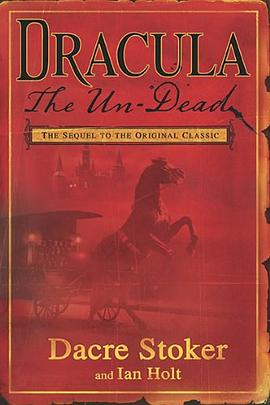 DRACULA
The Un-Dead
THE SEQUEL TO THE ORIGINAL CLASSIC
Dacre Stoker
and Ian Holt